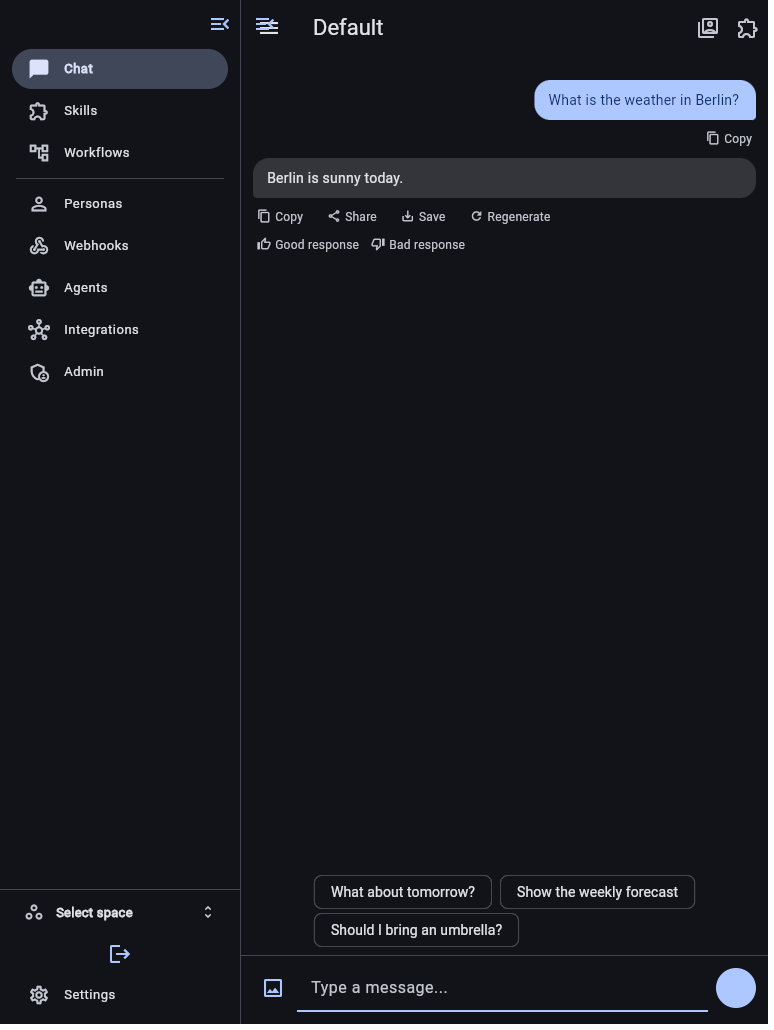 Chat
Skills
Workflows
Personas
Webhooks
Agents
Integrations
Admin
Select space
Settings
Default
What is the weather in Berlin?
Copy
Berlin is sunny today.
Copy Share Save Regenerate
Good response Bad response
What about tomorrow? Show the weekly forecast
Should I bring an umbrella?
Type a message...